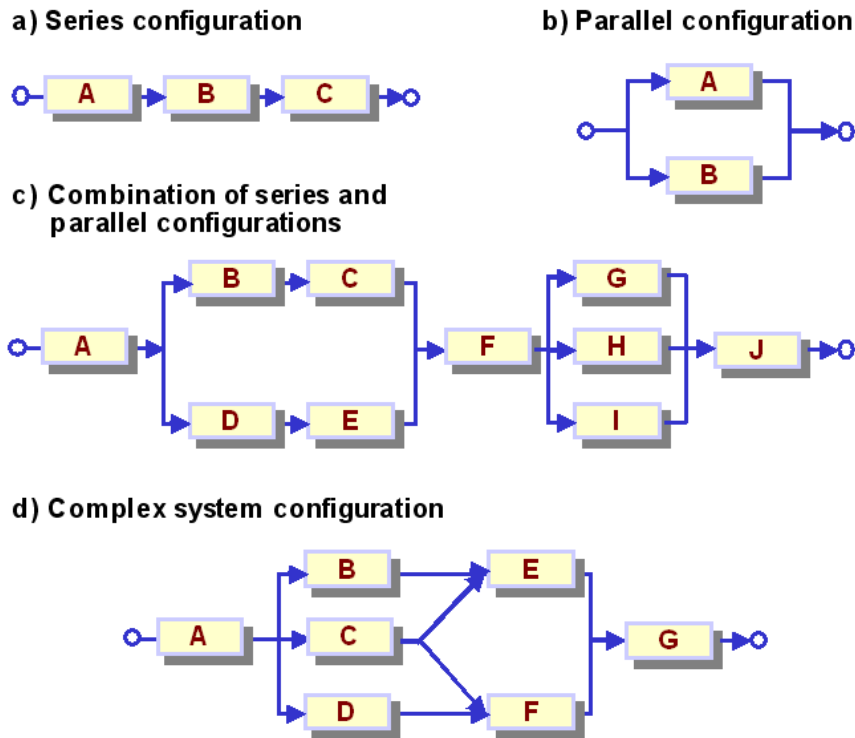 a) Series configuration
b) Parallel configuration
A B C
A
B
c) Combination of series and
parallel configurations
B C G
A F H J
D E I
d) Complex system configuration
B E
A C G
D F